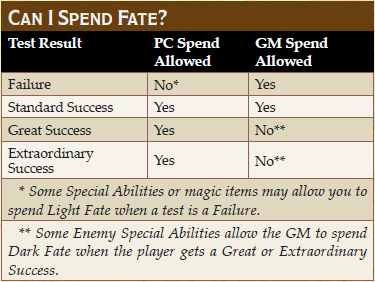 CAN I SPEND FATE?
Test Result PC Spend Allowed GM Spend Allowed
Failure No* Yes
Standard Success Yes Yes
Great Success Yes No**
Extraordinary Success Yes No**
* Some Special Abilities or magic items may allow you to
spend Light Fate when a test is a Failure.
** Some Enemy Special Abilities allow the GM to spend
Dark Fate when the player gets a Great or Extraordinary
Success.